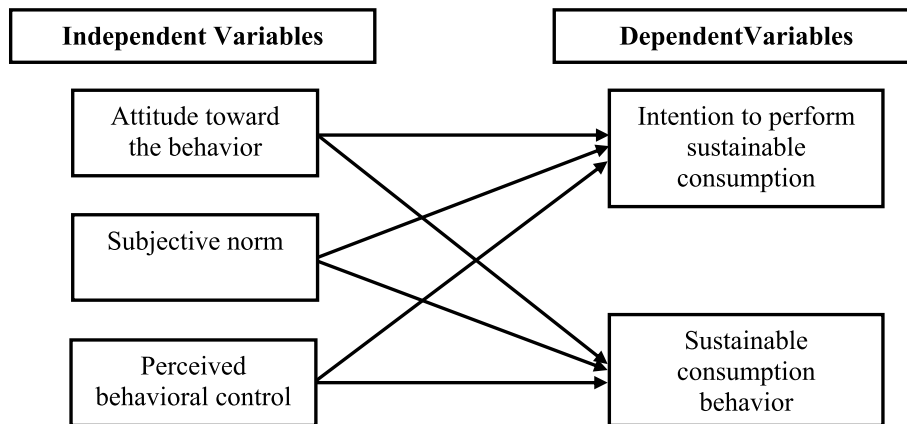 Independent Variables
DependentVariables
Attitude toward
the behavior
Intention to perform
sustainable
consumption
Subjective norm
Perceived
behavioral control
Sustainable
consumption
behavior